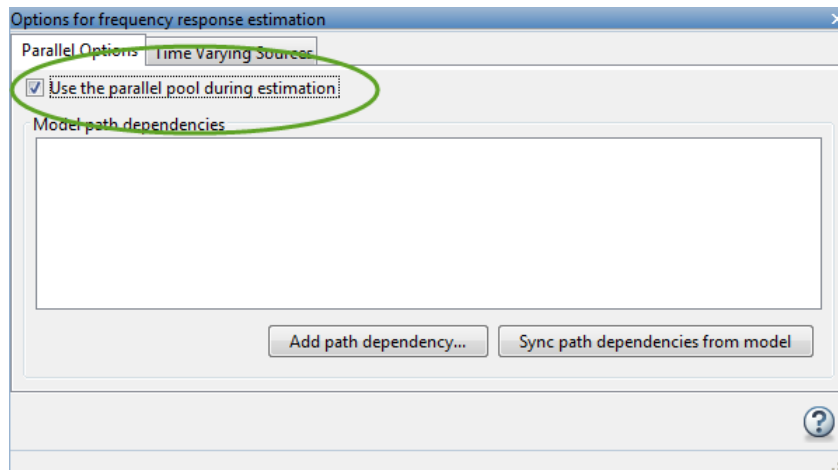 Options for frequency response estimation
Parallel Options Time Varying Sources
Use the parallel pool during estimation
Model path dependencies
Add path dependency... Sync path dependencies from model
?